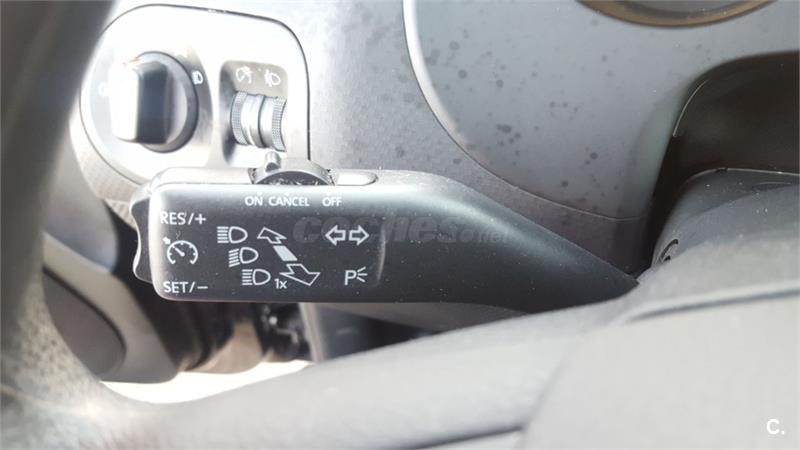 ON CANCEL OFF
RES/+
SET/-
1x
P
coches.net
C.